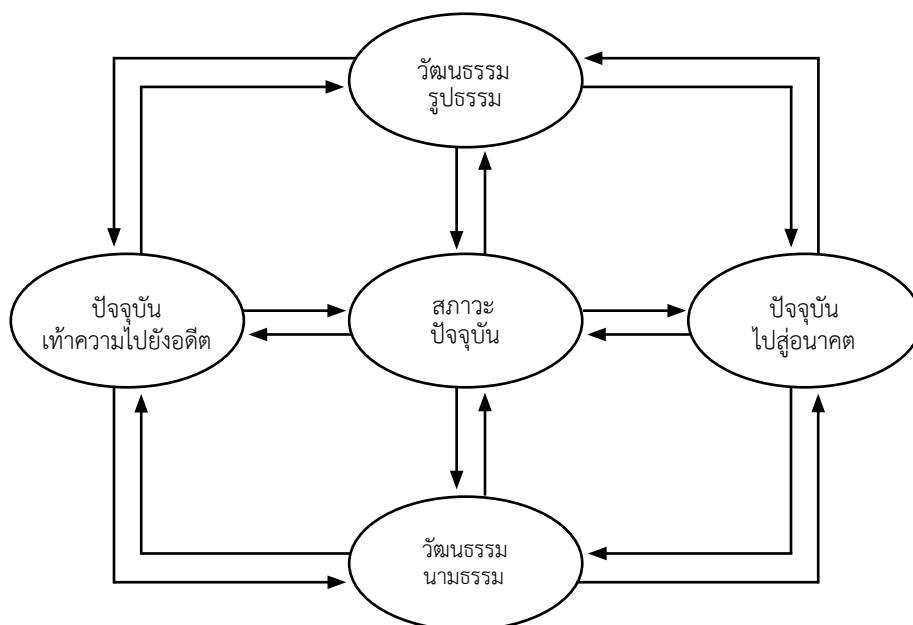 วัฒนธรรม
รูปธรรม
ปัจจุบัน
เท้าความไปยังอดีต
สภาวะ
ปัจจุบัน
ปัจจุบัน
ไปสู่อนาคต
วัฒนธรรม
นามธรรม